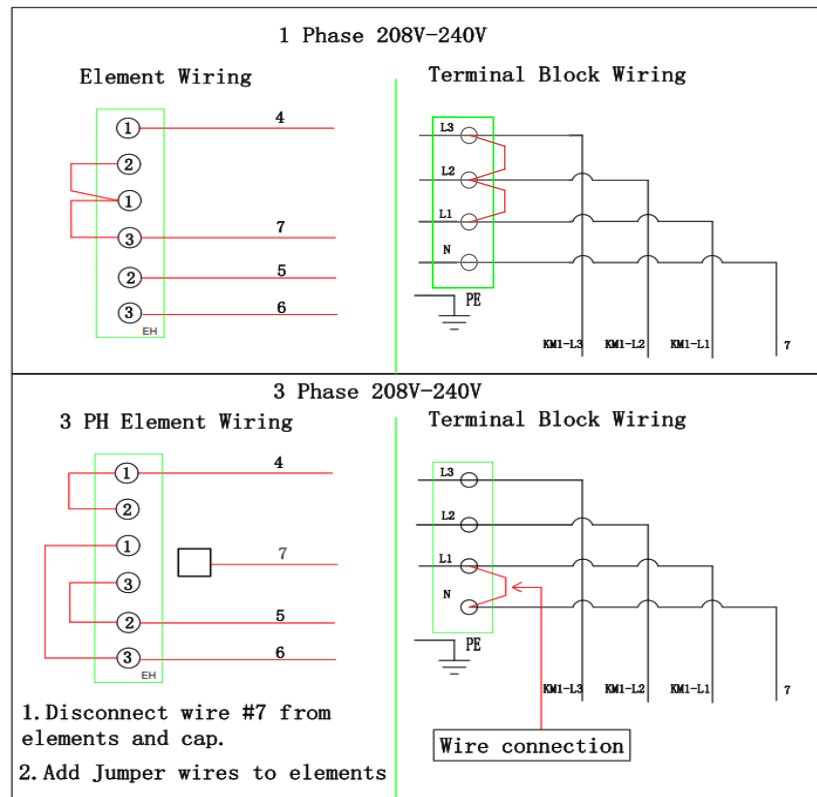 1 Phase 208V-240V
Element Wiring
Terminal Block Wiring
1
4
2
1
3
7
2
5
3
6
EH
L3
L2
L1
N
PE
KM1-L3
KM1-L2
KM1-L1
7
3 Phase 208V-240V
3 PH Element Wiring
Terminal Block Wiring
1
4
2
1
7
3
2
5
3
6
EH
L3
L2
L1
N
PE
KM1-L3
KM1-L2
KM1-L1
7
Wire connection
1.Disconnect wire #7 from
elements and cap.
2.Add Jumper wires to elements